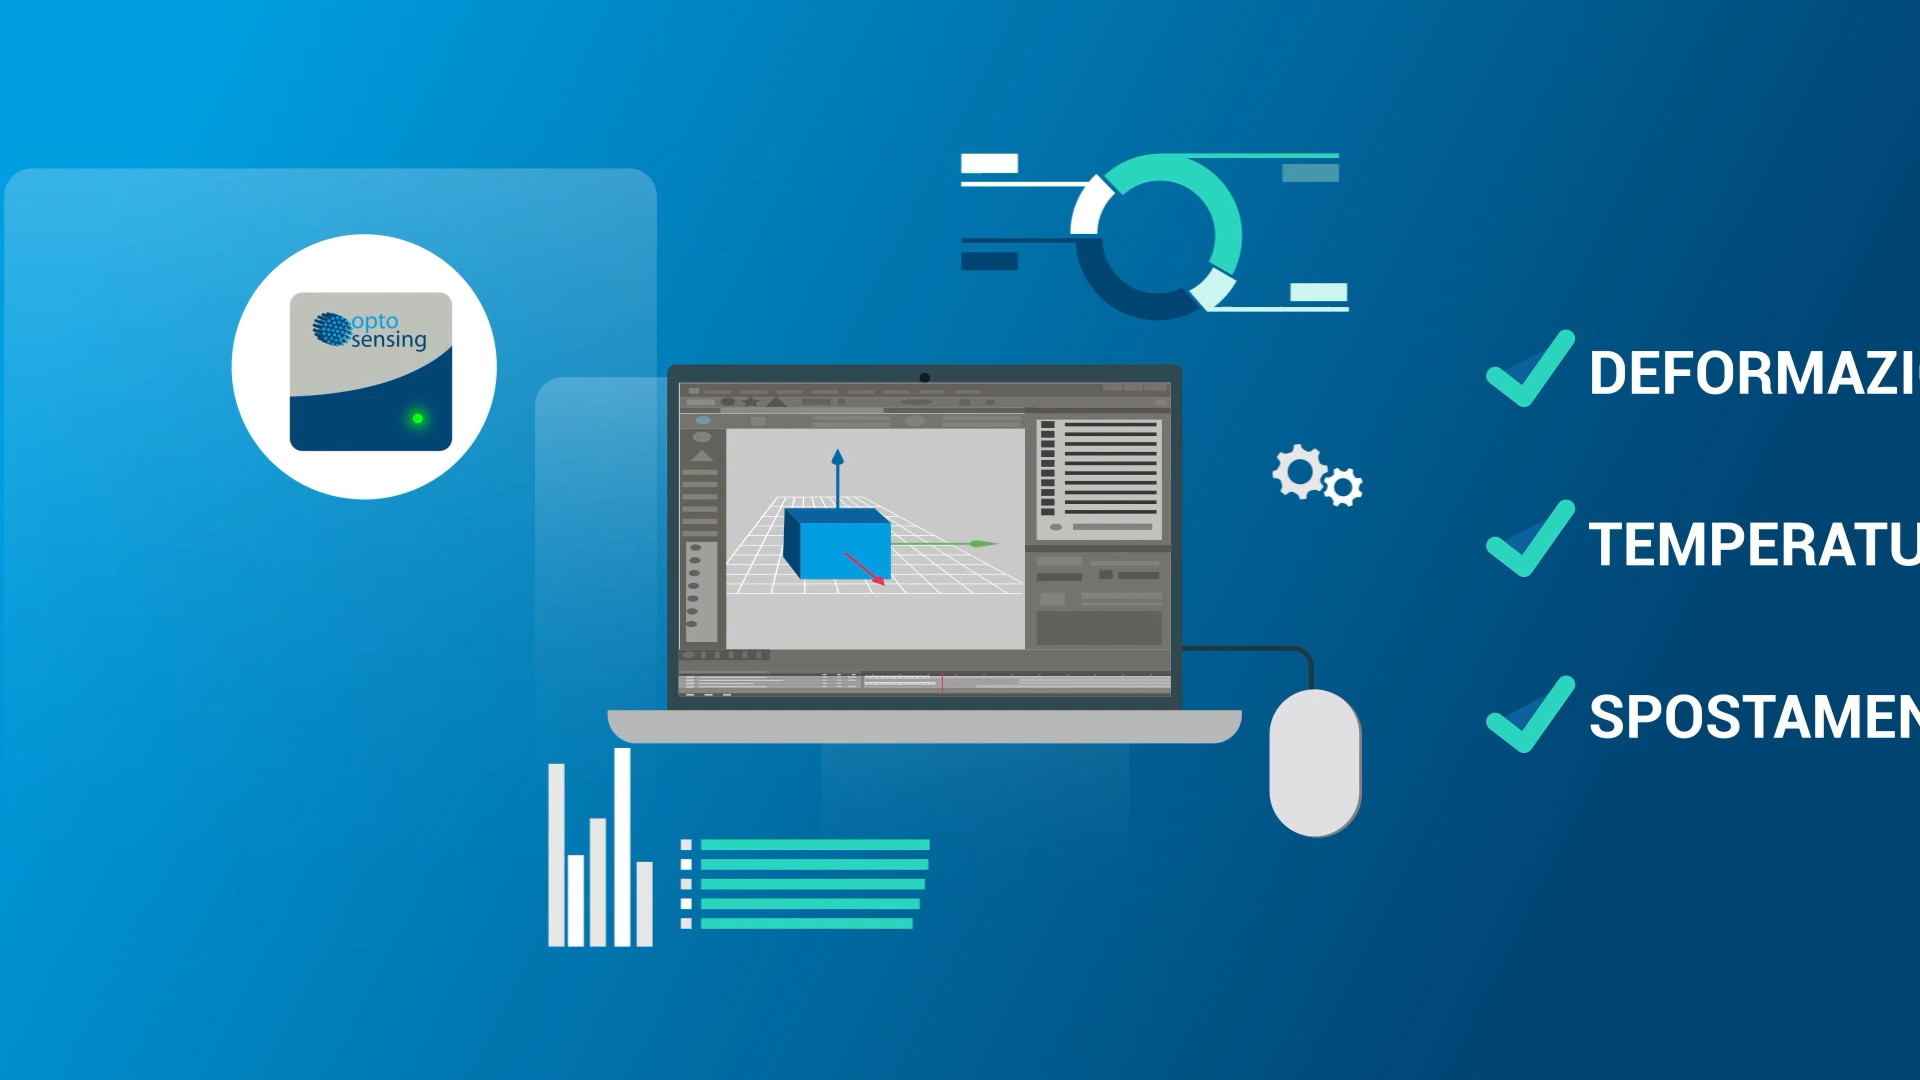 opto
sensing
DEFORMAZI
TEMPERATU
SPOSTAMEN